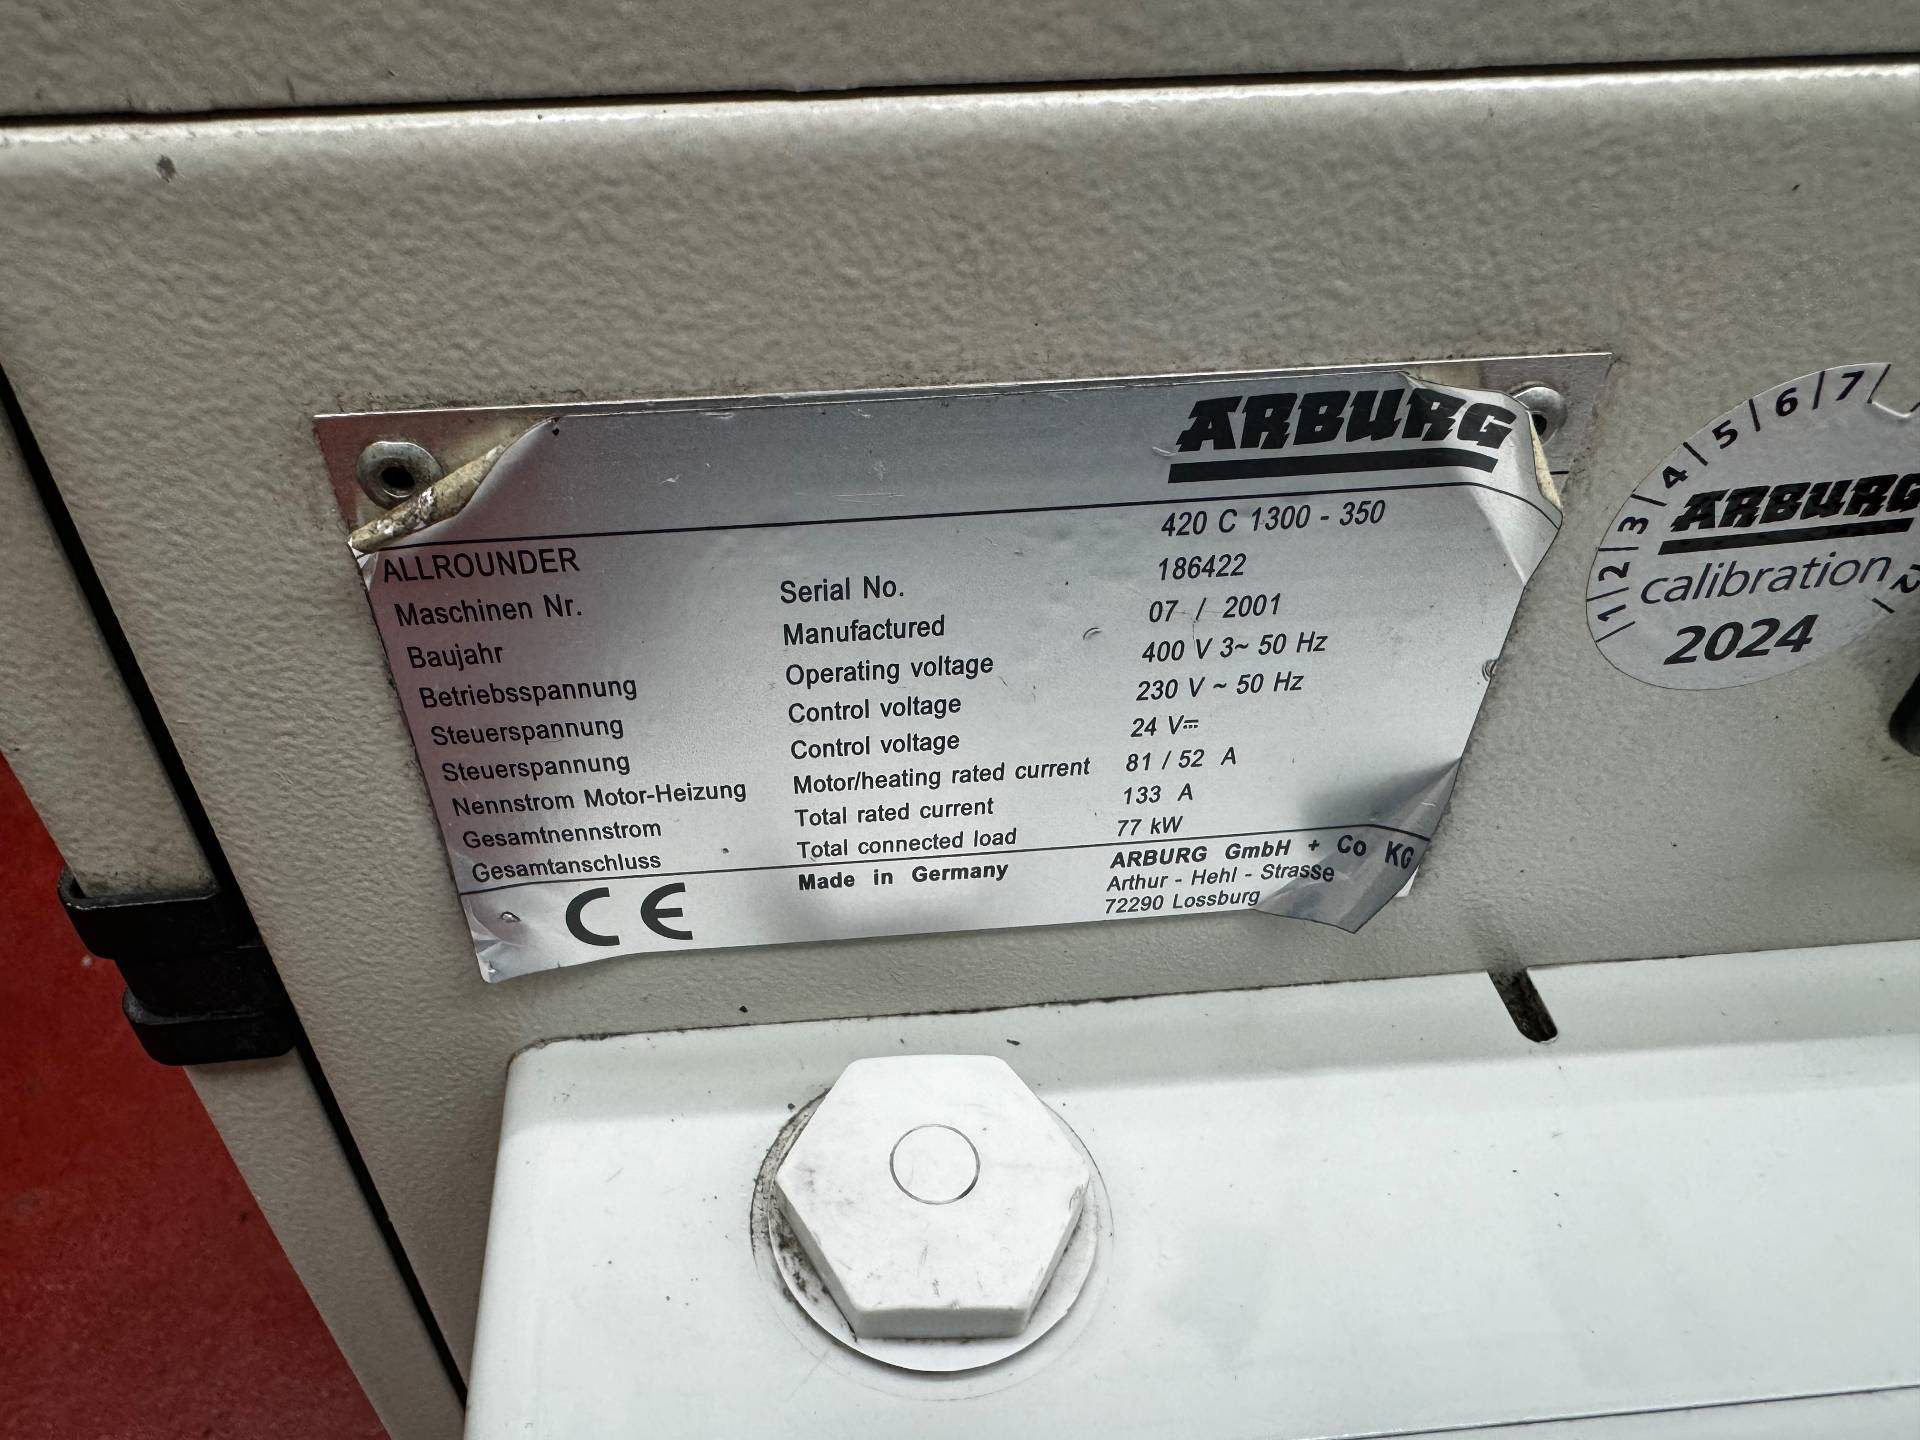 ARBURG
ALLROUNDER 420 C 1300 - 350
Maschinen Nr. Serial No. 186422
Baujahr Manufactured 07 / 2001
Betriebsspannung Operating voltage 400 V 3~ 50 Hz
Steuerspannung Control voltage 230 V ~ 50 Hz
Steuerspannung Control voltage 24 V⎓
Nennstrom Motor-Heizung Motor/heating rated current 81 / 52 A
Gesamtnennstrom Total rated current 133 A
Gesamtanschluss Total connected load 77 kW
CE Made in Germany ARBURG GmbH + Co KG
Arthur - Hehl - Strasse
72290 Lossburg
1/2/3/4/5/6/7/
ARBURG
calibration
2024